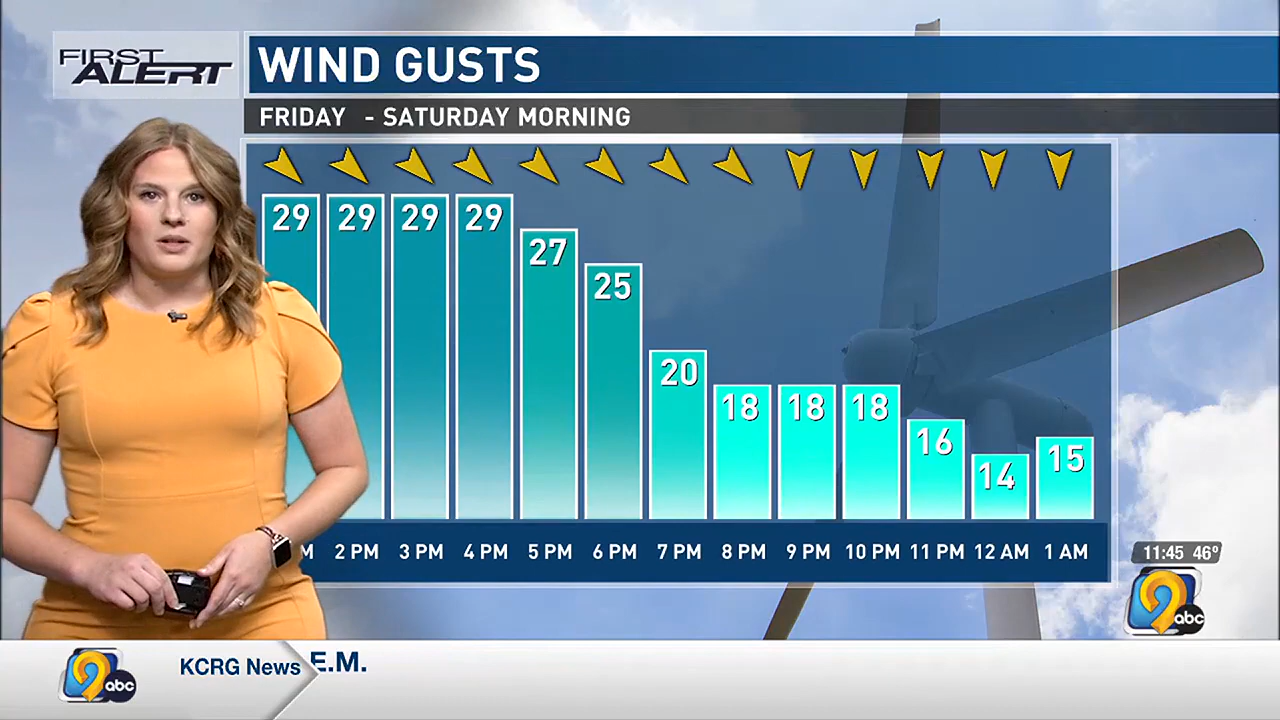 FIRST
ALERT
WIND GUSTS
FRIDAY - SATURDAY MORNING
29 29 29 29 27 25 20 18 18 18 16 14 15
M 2 PM 3 PM 4 PM 5 PM 6 PM 7 PM 8 PM 9 PM 10 PM 11 PM 12 AM 1 AM
11:45 46°
9 abc
9 abc
KCRG News
E.M.